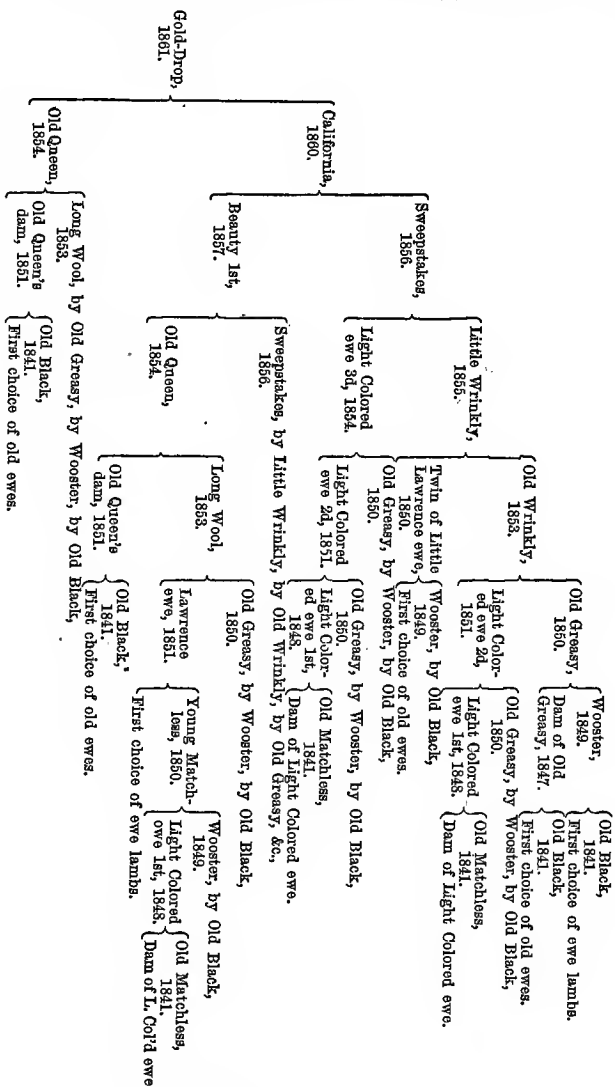 Gold-Drop,
1861.
California,
1860.
Old Queen,
1854.
Sweepstakes,
1856.
Beauty 1st,
1857.
Long Wool, by Old Greasy, by Wooster, by Old Black,
1853.
Old Queen's
dam, 1851.
Old Black,
1841.
First choice of old ewes.
Little Wrinkly,
1855.
Light Colored
ewe 3d, 1854.
Sweepstakes, by Little Wrinkly, by Old Wrinkly, by Old Greasy, &c.,
1856.
Old Queen,
1854.
Old Wrinkly,
1853.
Twin of Little
Lawrence ewe,
1850.
Old Greasy, by Wooster, by Old Black,
1850.
Light Colored
ewe 2d, 1851.
Long Wool,
1853.
Old Queen's
dam, 1851.
Old Greasy,
1850.
Light Color-
ed ewe 2d,
1851.
Wooster, by Old Black,
1849.
First choice of old ewes.
Old Greasy, by Wooster, by Old Black,
1850.
Light Color-
ed ewe 1st,
1848.
Old Matchless,
1841.
Dam of Light Colored ewe.
Old Greasy, by Wooster, by Old Black,
1850.
Lawrence
ewe, 1851.
Old Black,
1841.
First choice of old ewes.
Wooster,
1849.
Dam of Old
Greasy, 1847.
Old Greasy, by Wooster, by Old Black,
1850.
Light Colored
ewe 1st, 1848.
Young Match-
less, 1850.
First choice of ewe lambs.
Old Black,
1841.
First choice of ewe lambs.
Old Black,
1841.
First choice of old ewes.
Old Matchless,
1841.
Dam of Light Colored ewe.
Wooster, by Old Black,
1849.
Light Colored
ewe 1st, 1848.
Old Matchless,
1841.
Dam of L. Col'd ewe